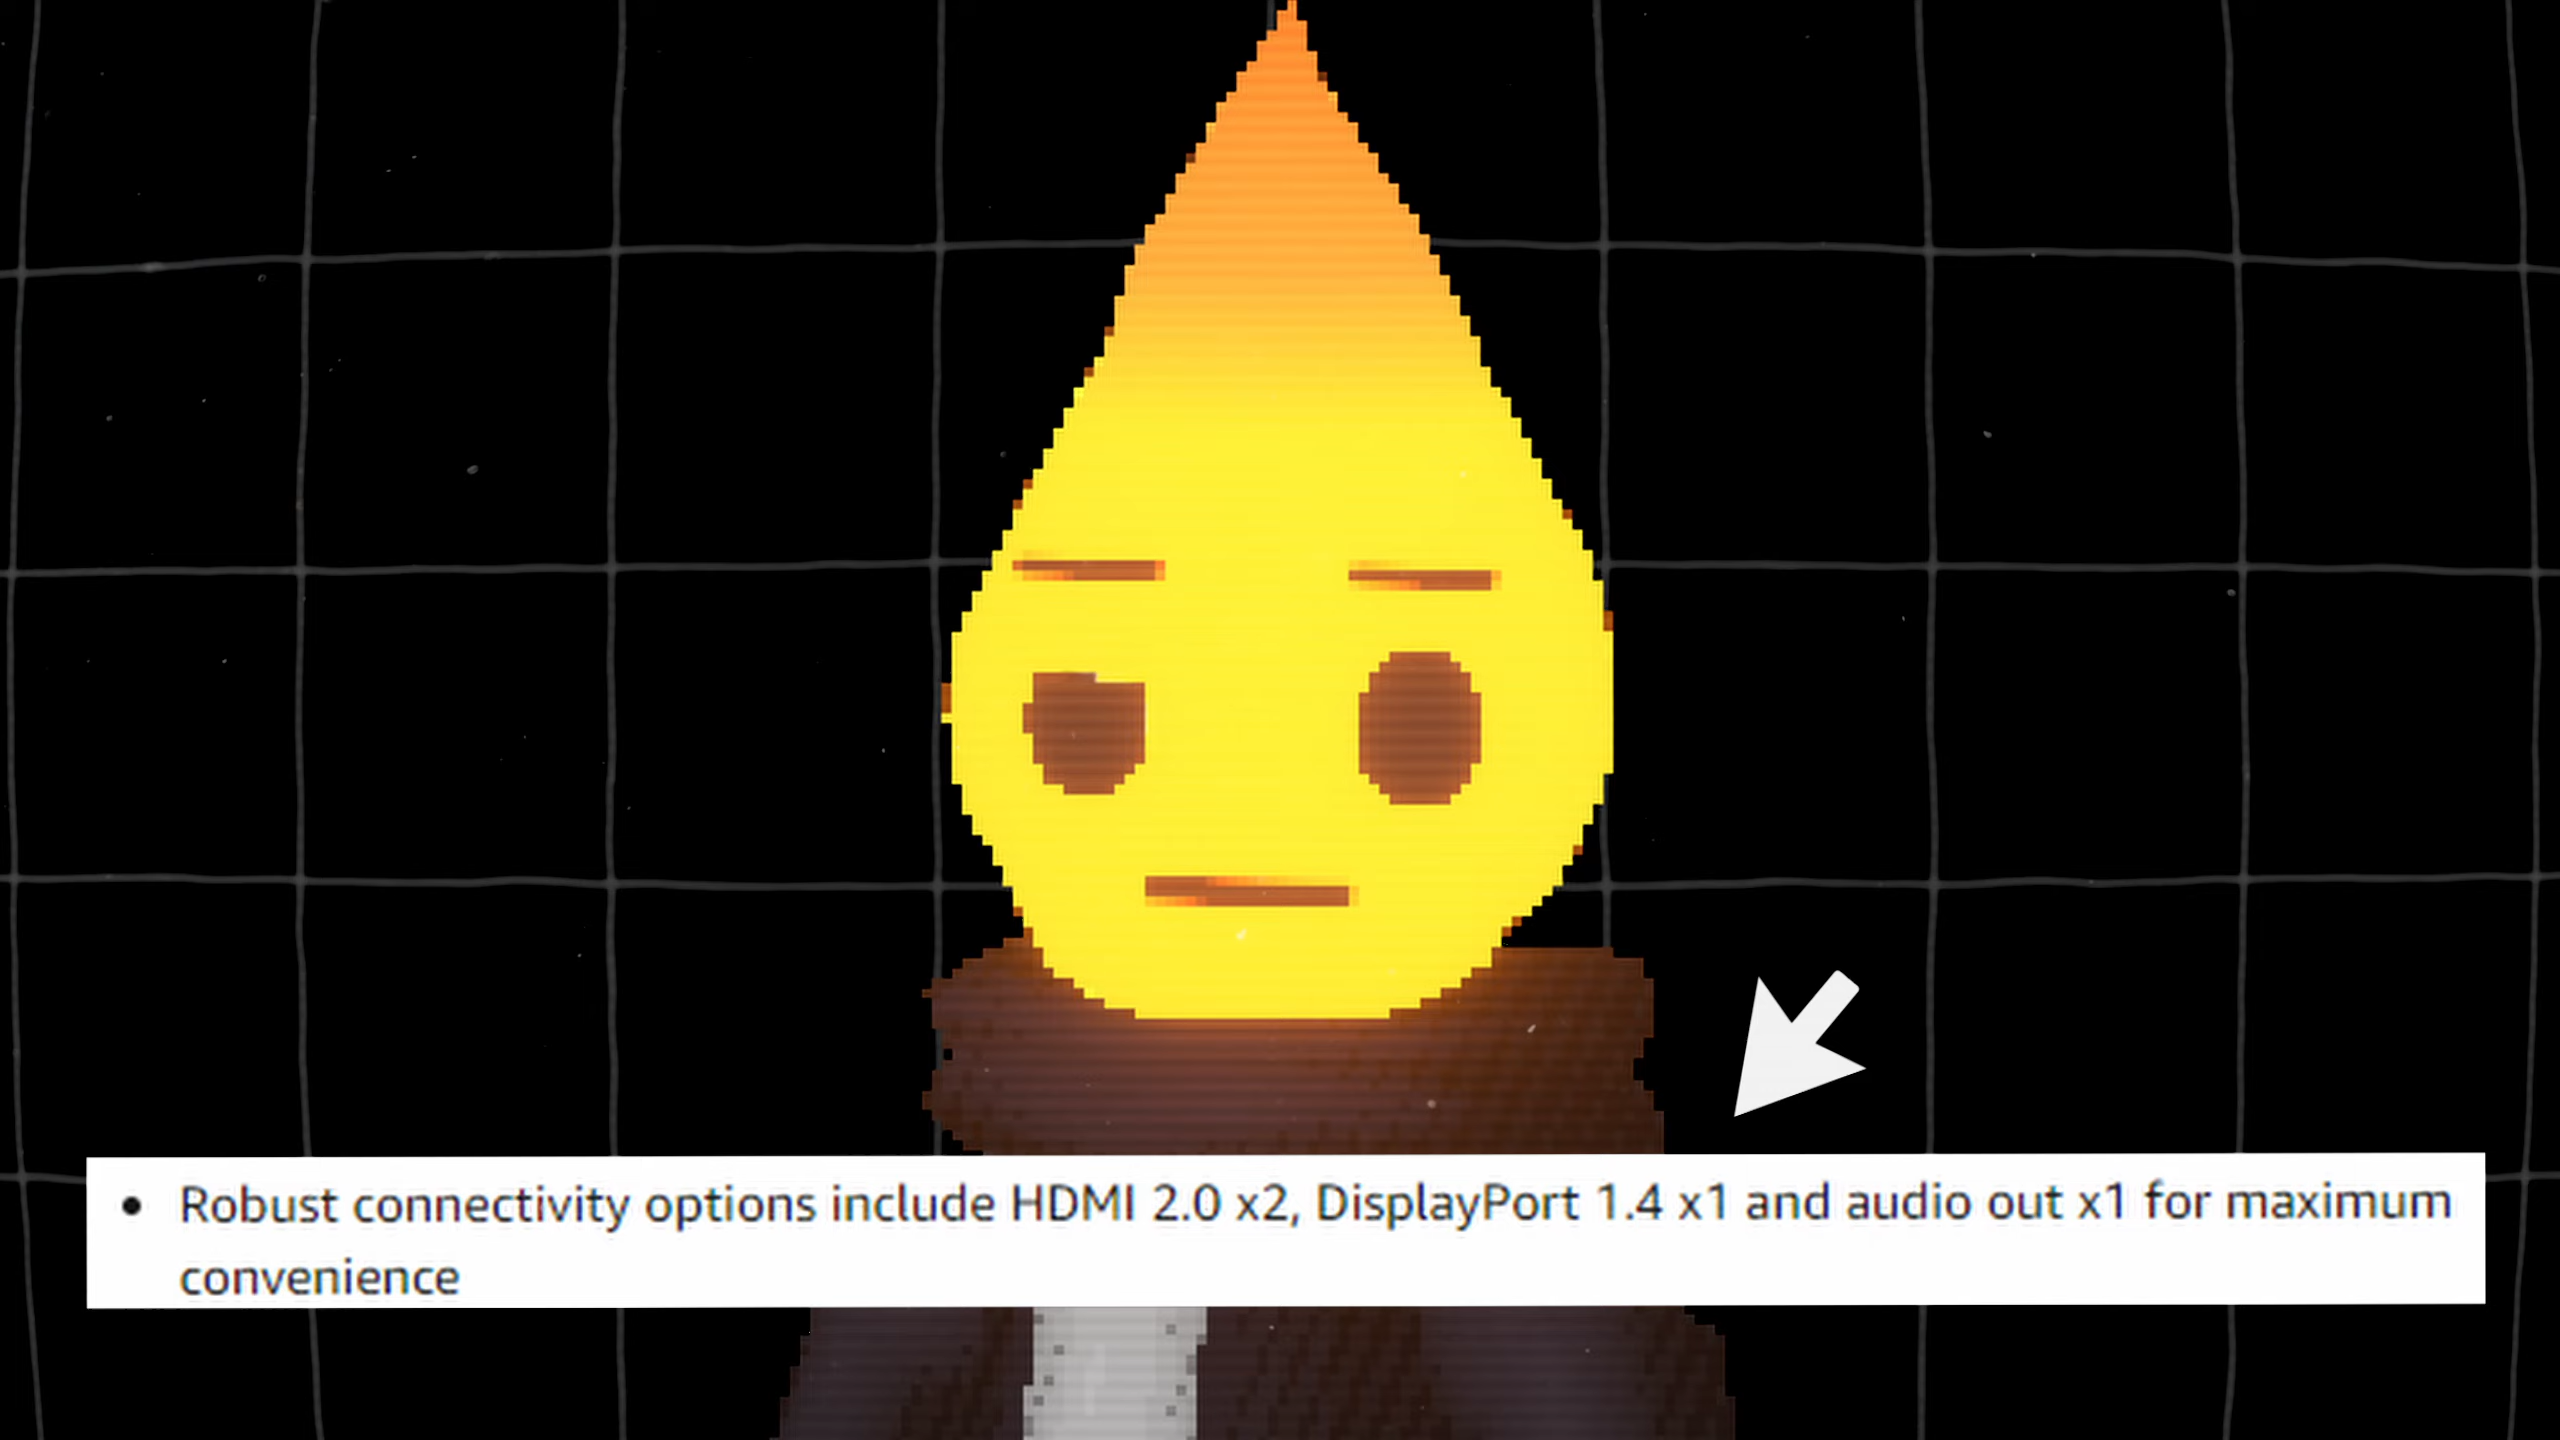 • Robust connectivity options include HDMI 2.0 x2, DisplayPort 1.4 x1 and audio out x1 for maximum
convenience